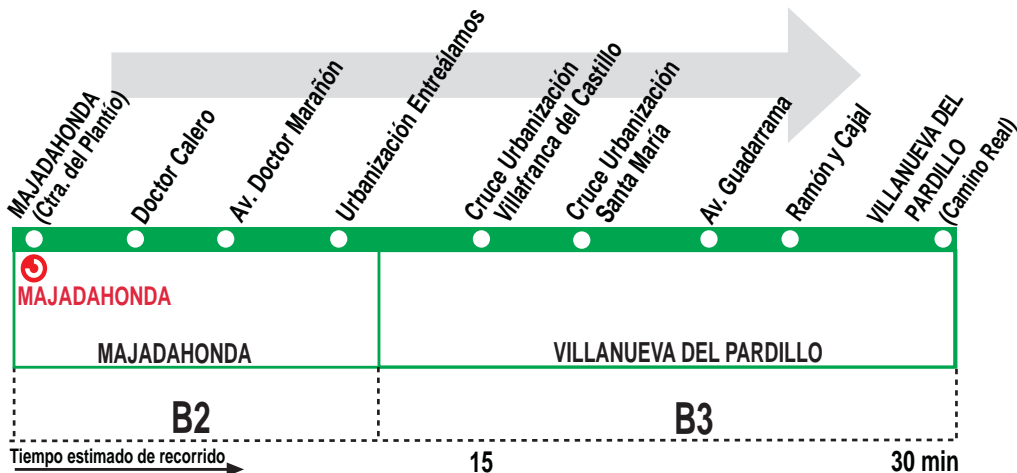 MAJADAHONDA
(Ctra. del Plantío)
Doctor Calero
Av. Doctor Marañón
Urbanización Entreálamos
Cruce Urbanización
Villafranca del Castillo
Cruce Urbanización
Santa María
Av. Guadarrama
Ramón y Cajal
VILLANUEVA DEL
PARDILLO
(Camino Real)
MAJADAHONDA
MAJADAHONDA
VILLANUEVA DEL PARDILLO
B2
B3
Tiempo estimado de recorrido
15
30 min